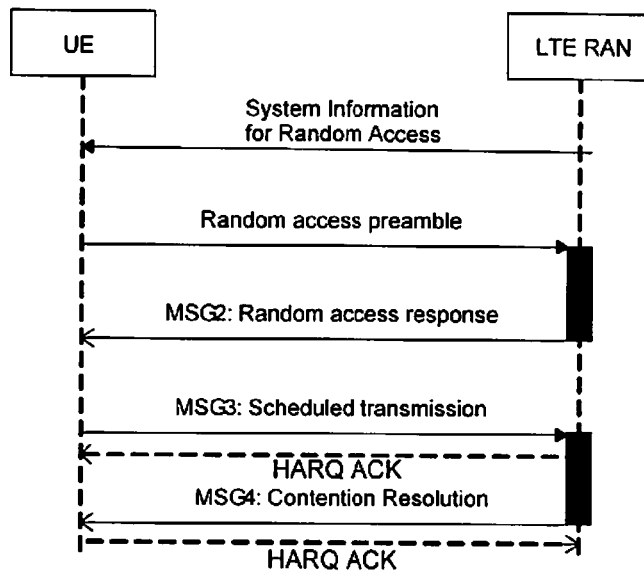 UE
LTE RAN
System Information
for Random Access
Random access preamble
MSG2: Random access response
MSG3: Scheduled transmission
HARQ ACK
MSG4: Contention Resolution
HARQ ACK